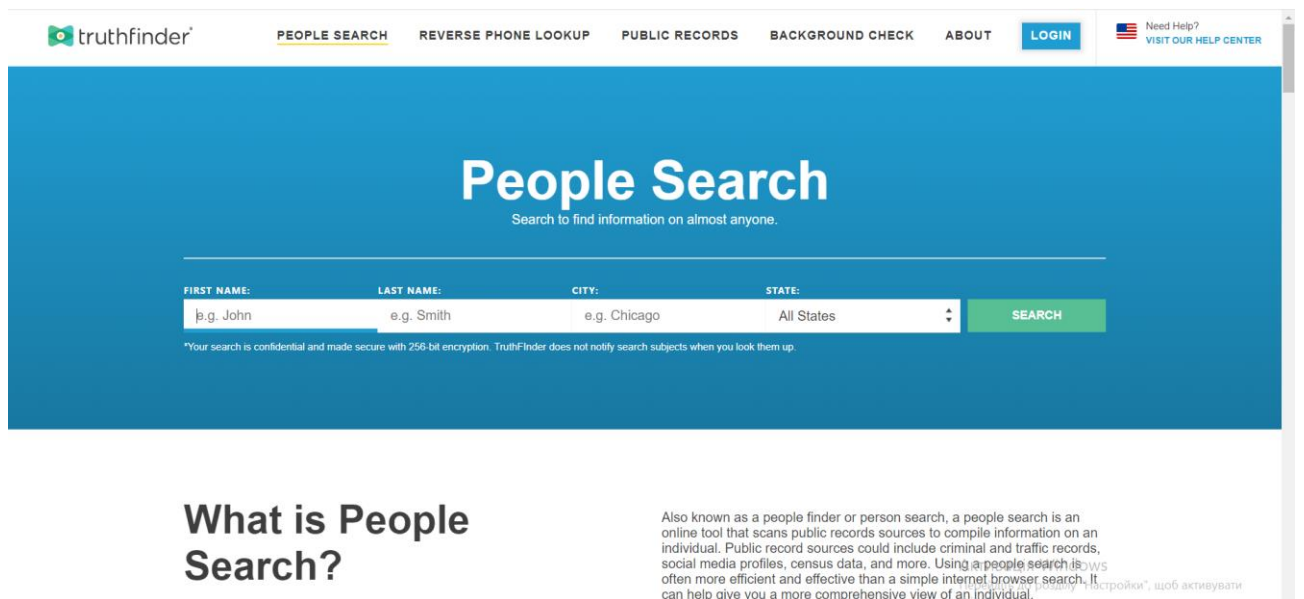 truthfinder
PEOPLE SEARCH REVERSE PHONE LOOKUP PUBLIC RECORDS BACKGROUND CHECK ABOUT LOGIN
Need Help?
VISIT OUR HELP CENTER
People Search
Search to find information on almost anyone.
FIRST NAME: LAST NAME: CITY: STATE:
e.g. John e.g. Smith e.g. Chicago All States SEARCH
*Your search is confidential and made secure with 256-bit encryption. TruthFInder does not notify search subjects when you look them up.
What is People
Search?
Also known as a people finder or person search, a people search is an
online tool that scans public records sources to compile information on an
individual. Public record sources could include criminal and traffic records,
social media profiles, census data, and more. Using a people search is
often more efficient and effective than a simple internet browser search. It
can help give you a more comprehensive view of an individual.
Windows
щоб активувати